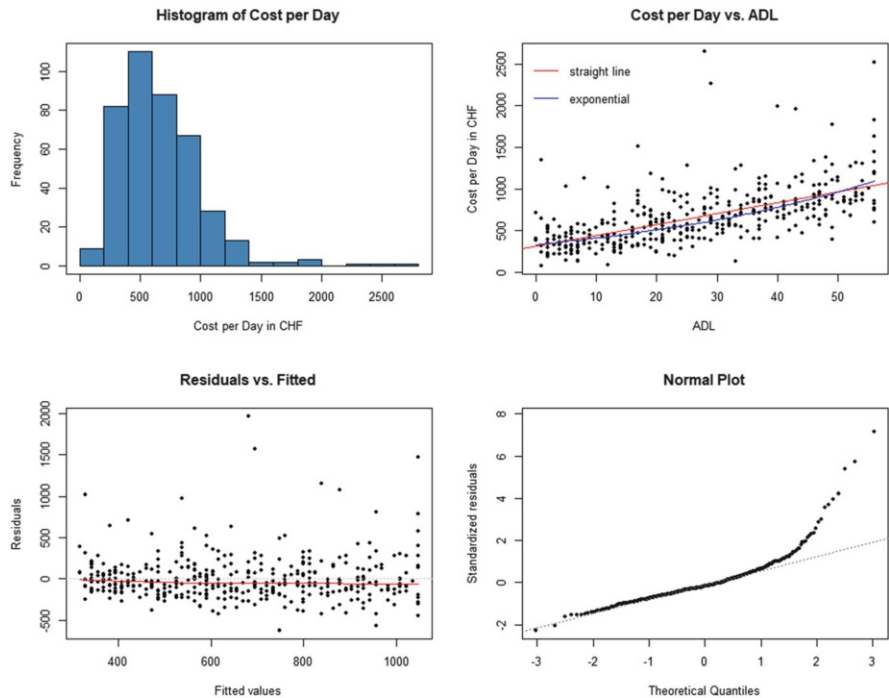 Histogram of Cost per Day
Frequency
0 20 40 60 80 100
0 500 1000 1500 2000 2500
Cost per Day in CHF
Cost per Day vs. ADL
straight line
exponential
Cost per Day in CHF
0 500 1000 1500 2000 2500
0 10 20 30 40 50
ADL
Residuals vs. Fitted
Residuals
-500 0 500 1000 1500 2000
400 600 800 1000
Fitted values
Normal Plot
Standardized residuals
-2 0 2 4 6 8
-3 -2 -1 0 1 2 3
Theoretical Quantiles